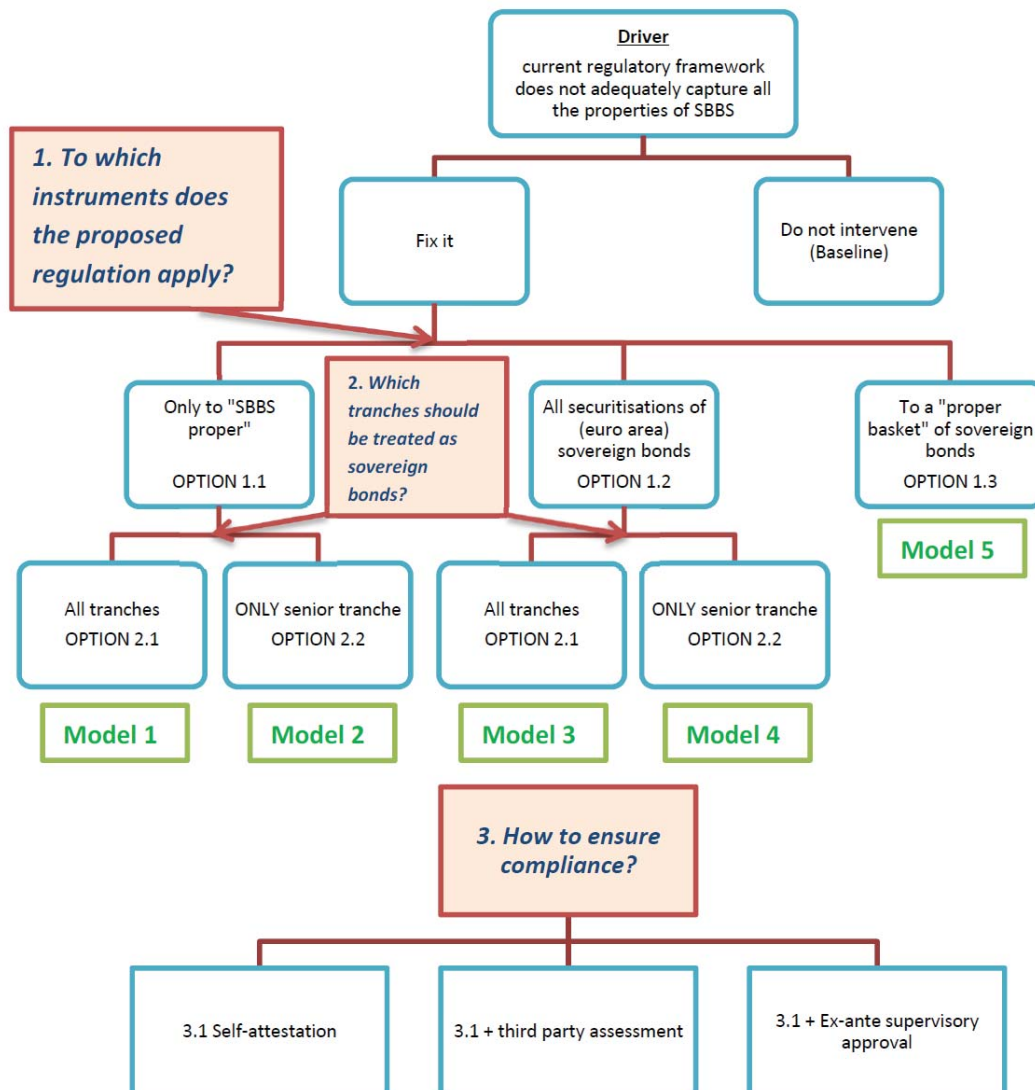 Driver
current regulatory framework
does not adequately capture all
the properties of SBBS
1. To which
instruments does
the proposed
regulation apply?
Fix it
Do not intervene
(Baseline)
Only to "SBBS
proper"
OPTION 1.1
2. Which
tranches should
be treated as
sovereign
bonds?
All securitisations of
(euro area)
sovereign bonds
OPTION 1.2
To a "proper
basket" of sovereign
bonds
OPTION 1.3
Model 5
All tranches
OPTION 2.1
ONLY senior tranche
OPTION 2.2
All tranches
OPTION 2.1
ONLY senior tranche
OPTION 2.2
Model 1
Model 2
Model 3
Model 4
3. How to ensure
compliance?
3.1 Self-attestation
3.1 + third party assessment
3.1 + Ex-ante supervisory
approval